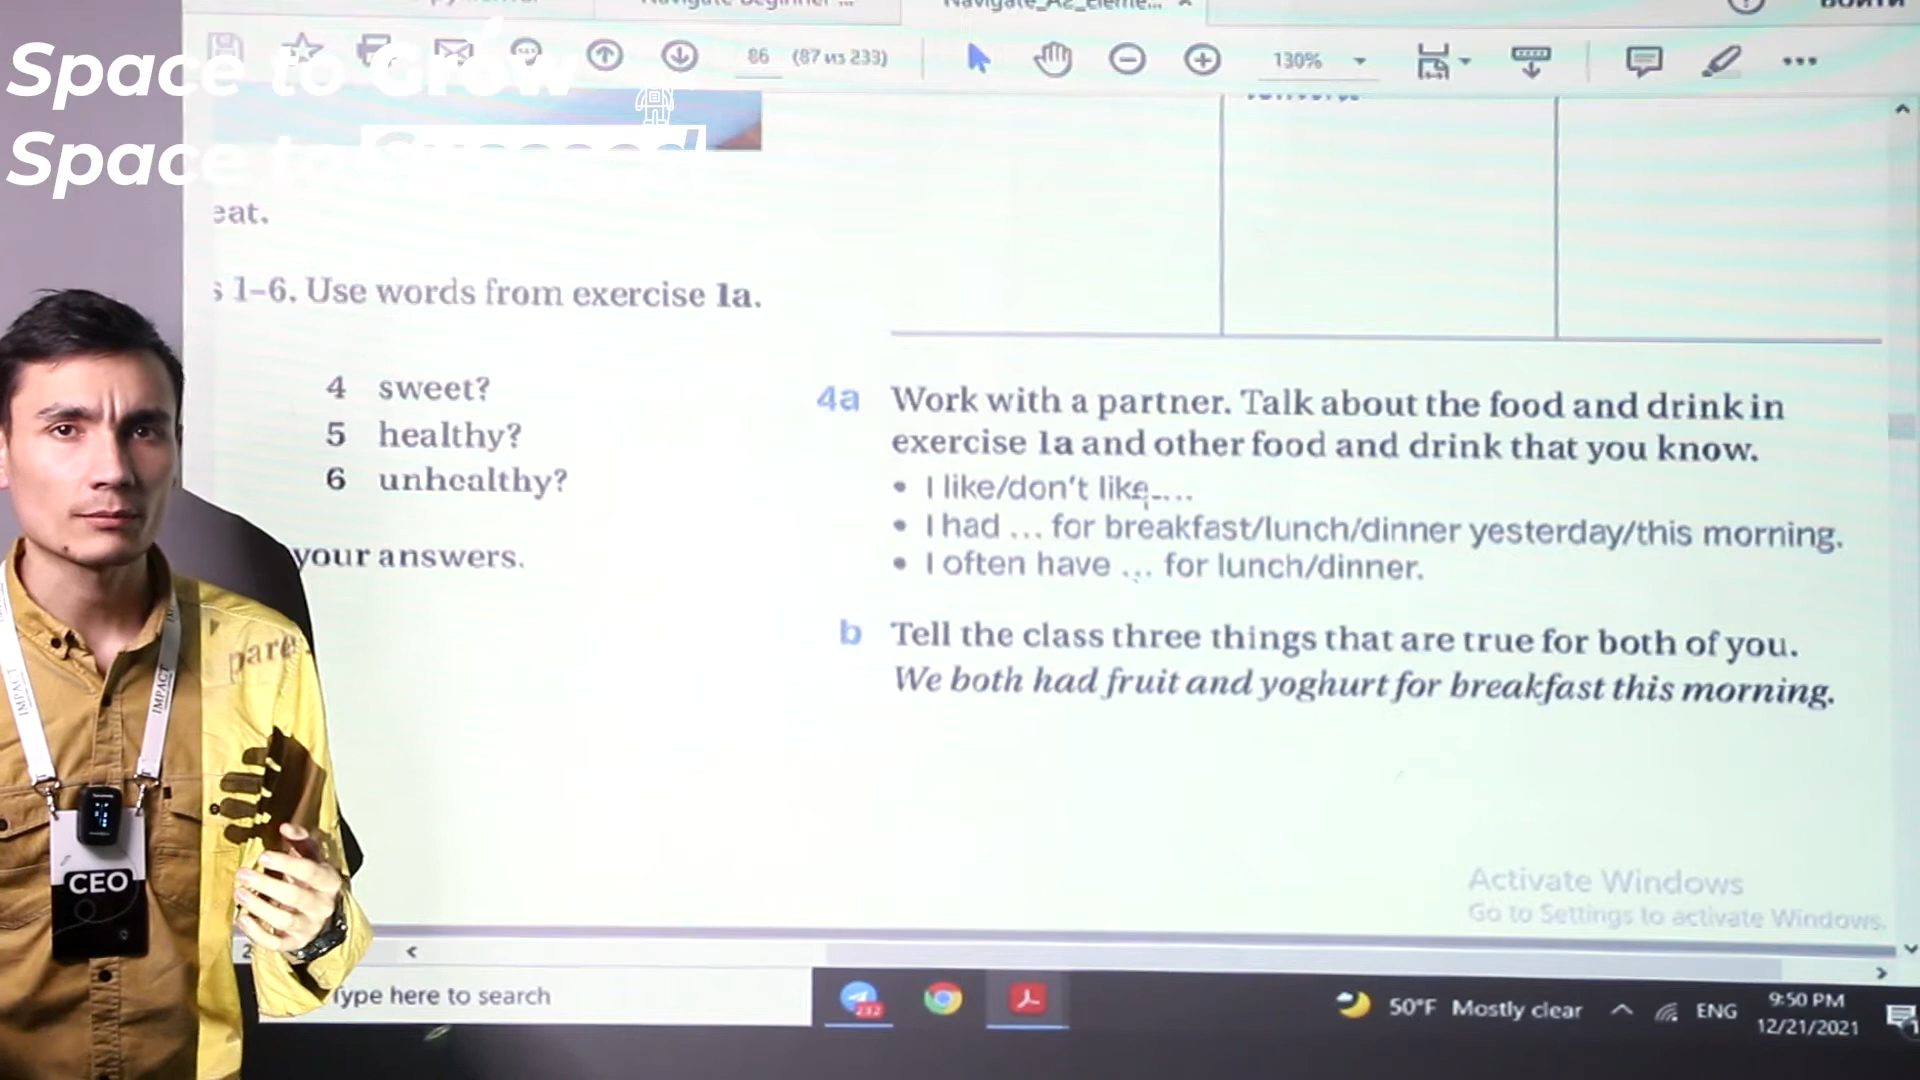 Space to Grow
Space to
86 (87 из 233)
130%
eat.
1–6. Use words from exercise 1a.
4 sweet?
5 healthy?
6 unhealthy?
your answers.
4a Work with a partner. Talk about the food and drink in
exercise 1a and other food and drink that you know.
• I like/don't like ....
• I had ... for breakfast/lunch/dinner yesterday/this morning.
• I often have ... for lunch/dinner.
b Tell the class three things that are true for both of you.
We both had fruit and yoghurt for breakfast this morning.
IMPACT
IMPACT
CEO
Activate Windows
Go to Settings to activate Windows.
Type here to search
232
50°F Mostly clear
ENG
9:50 PM
12/21/2021